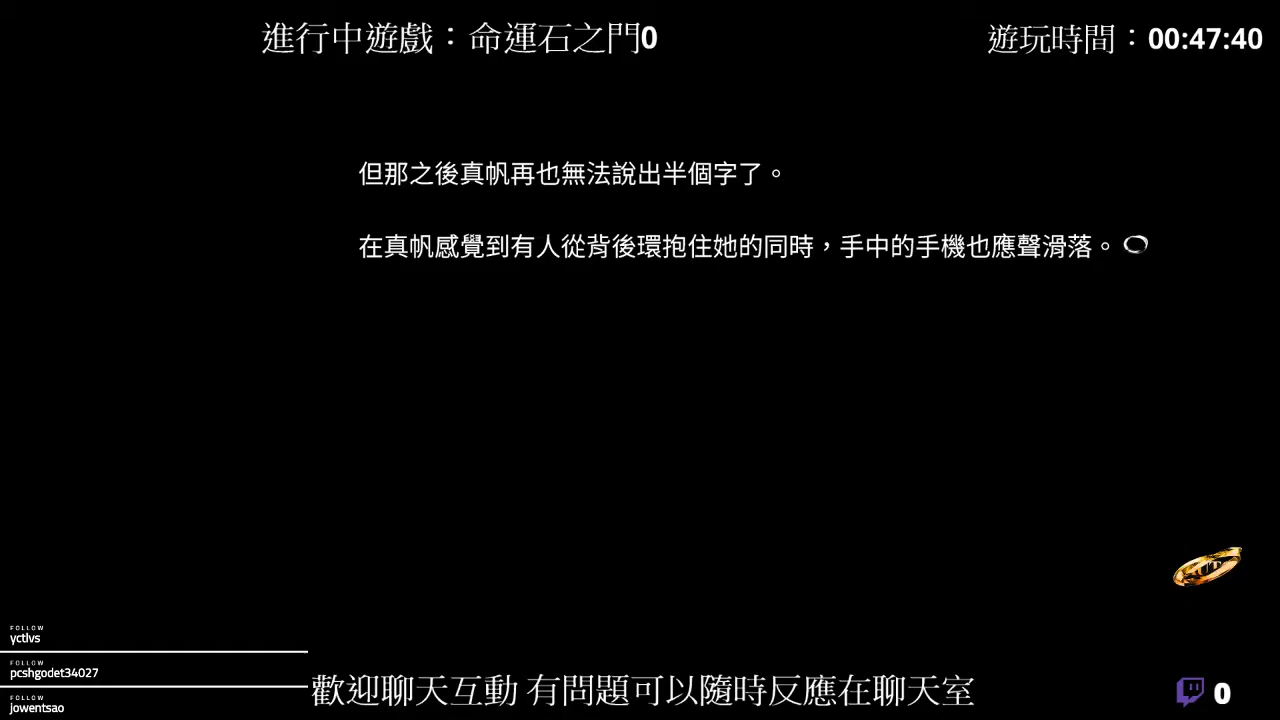 進行中遊戲：命運石之門0
遊玩時間：00:47:40
但那之後真帆再也無法說出半個字了。
在真帆感覺到有人從背後環抱住她的同時，手中的手機也應聲滑落。
FOLLOW
yctlvs
FOLLOW
pcshgodet34027
FOLLOW
jowentsao
歡迎聊天互動 有問題可以隨時反應在聊天室
0